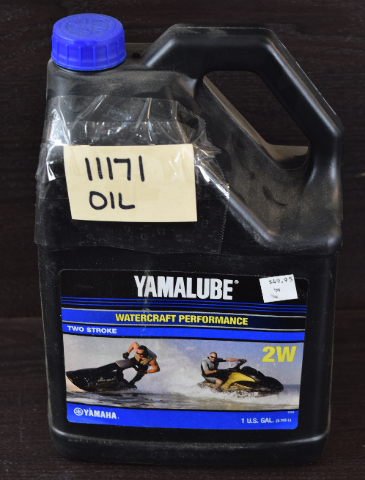 11171
OIL
YAMALUBE®
WATERCRAFT PERFORMANCE
TWO STROKE
2W
YAMAHA
1 U.S. GAL.